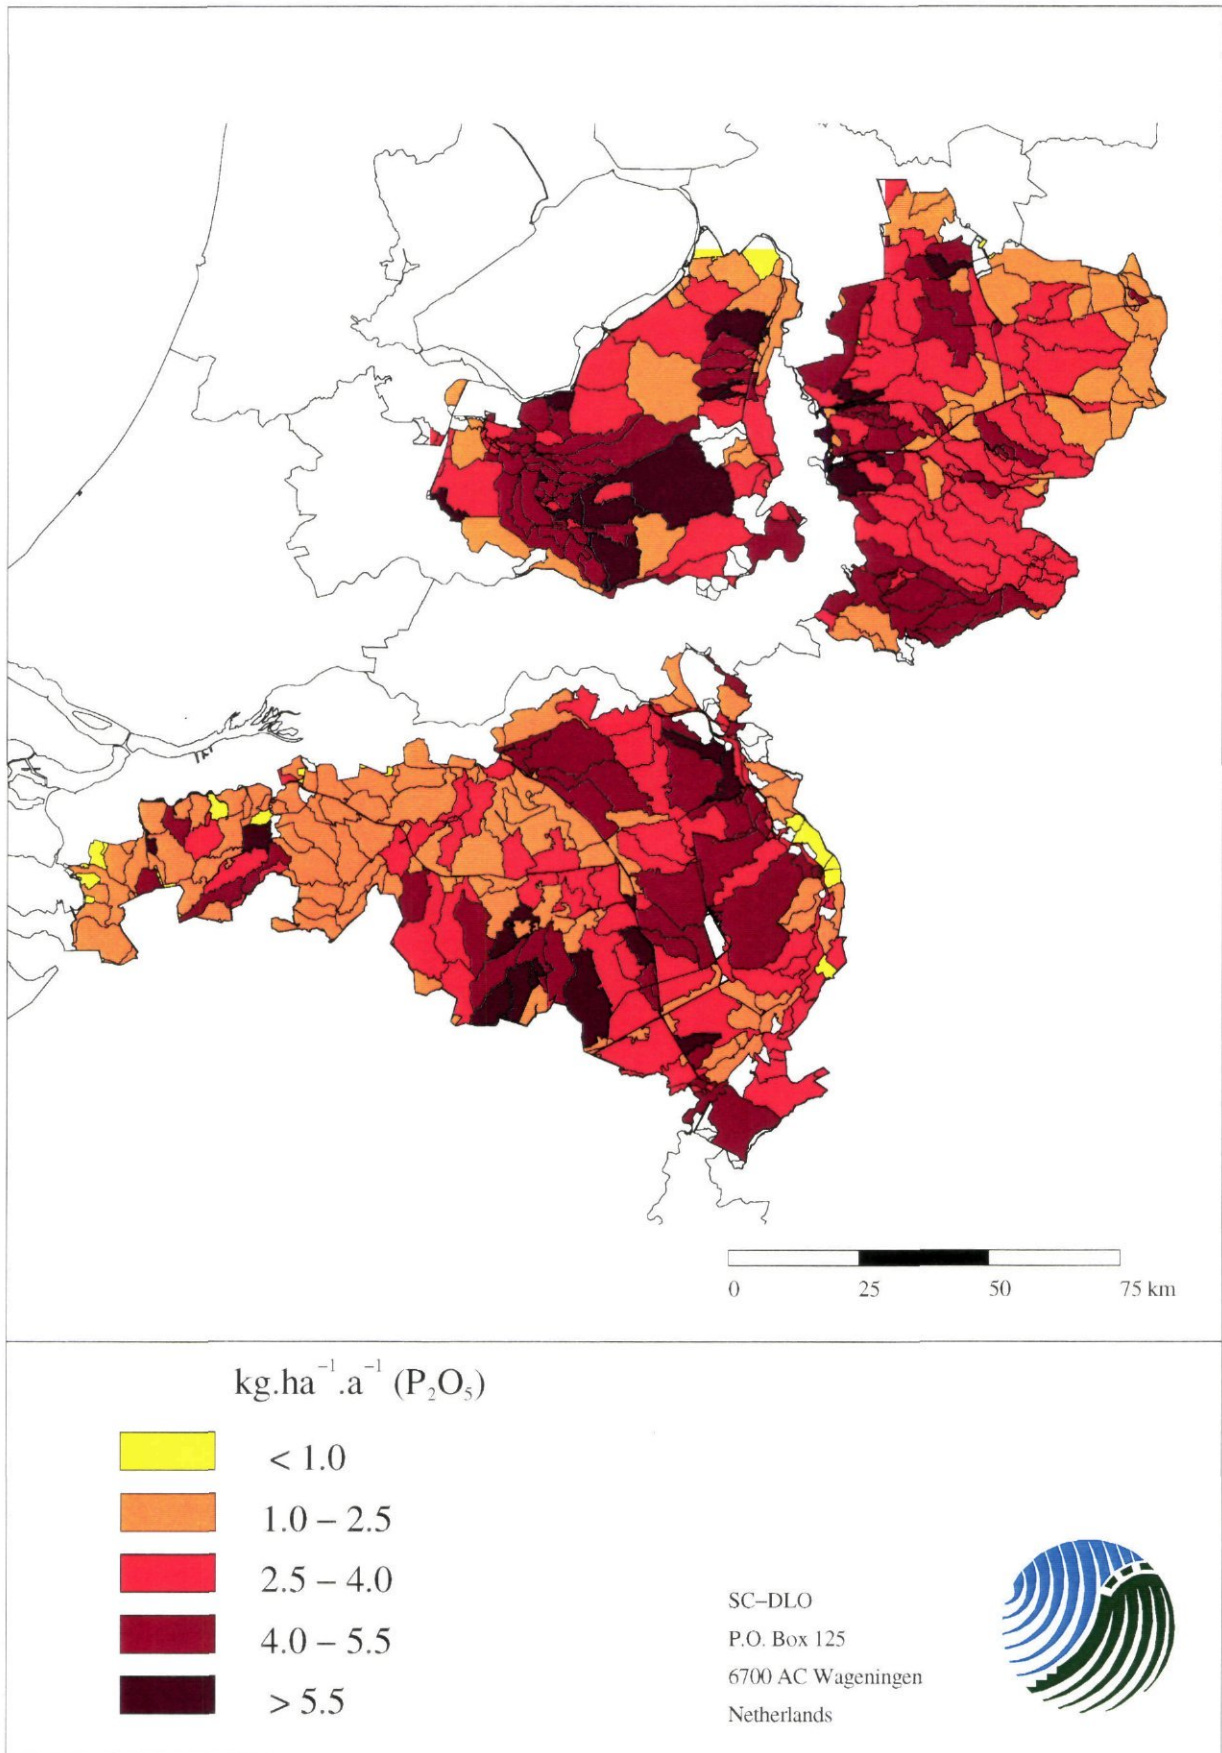 0 25 50 75 km
kg.ha⁻¹.a⁻¹ (P₂O₅)
< 1.0
1.0 – 2.5
2.5 – 4.0
4.0 – 5.5
> 5.5
SC–DLO
P.O. Box 125
6700 AC Wageningen
Netherlands